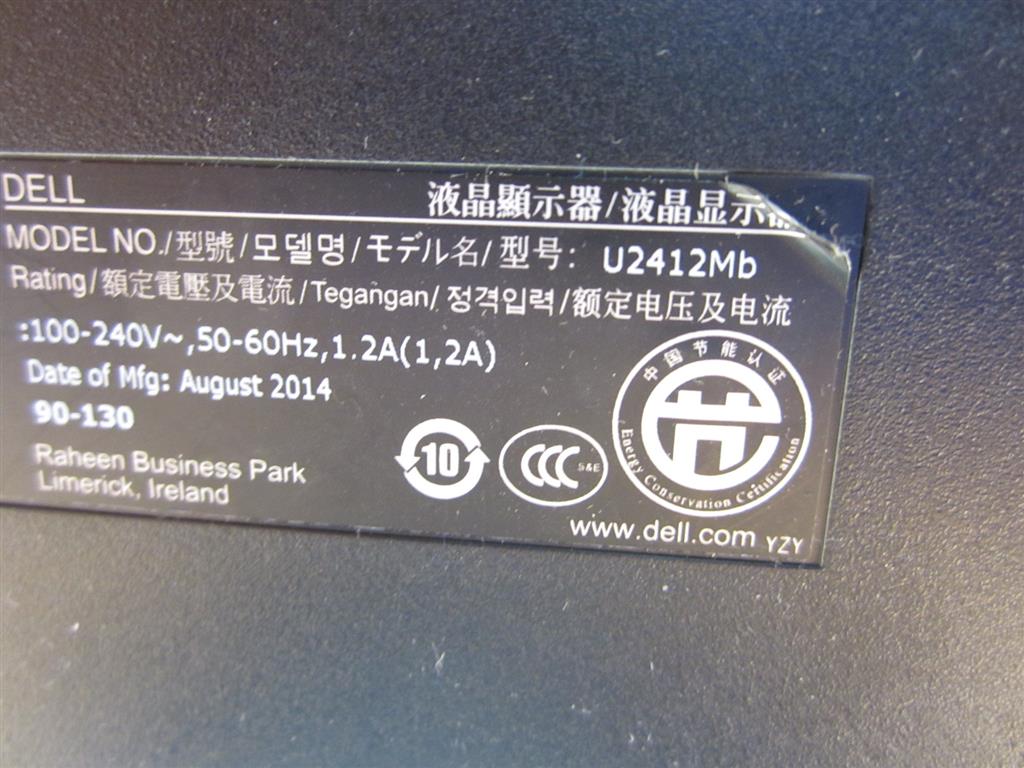 DELL
液晶顯示器/液晶显示器
MODEL NO./型號/모델명/モデル名/型号: U2412Mb
Rating/額定電壓及電流/Tegangan/정격입력/额定电压及电流
:100-240V~,50-60Hz,1.2A(1,2A)
Date of Mfg: August 2014
90-130
Raheen Business Park
Limerick, Ireland
10
CCC S&E
中国节能认证
Energy Conservation Certification
www.dell.com YZY